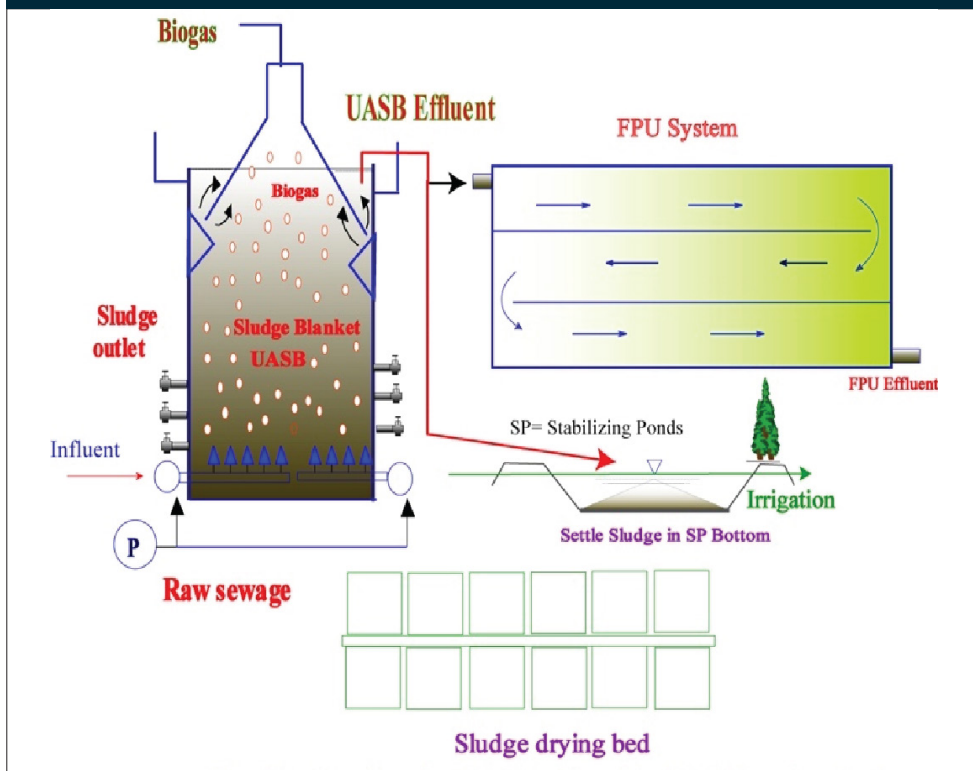 Biogas
UASB Effluent
FPU System
Biogas
Sludge
outlet
Sludge Blanket
UASB
FPU Effluent
SP= Stabilizing Ponds
Influent
Irrigation
Settle Sludge in SP Bottom
P
Raw sewage
Sludge drying bed